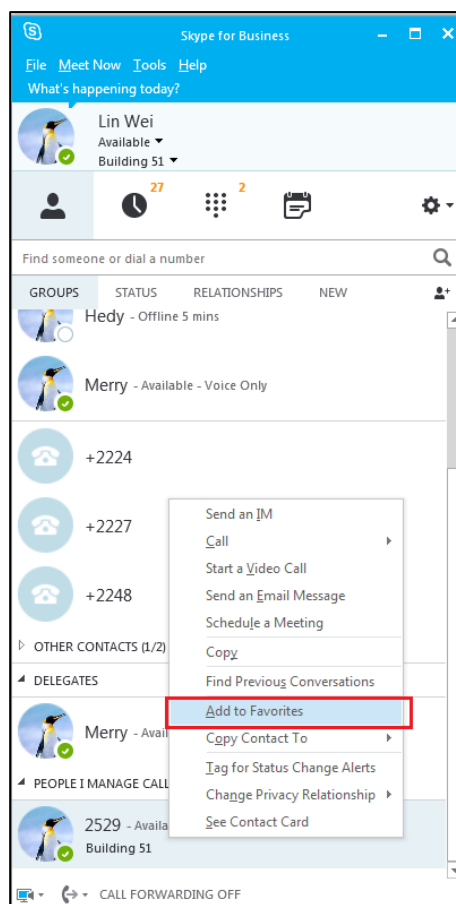 Skype for Business
File Meet Now Tools Help
What's happening today?
Lin Wei
Available
Building 51
27 2
Find someone or dial a number
GROUPS STATUS RELATIONSHIPS NEW
Hedy - Offline 5 mins
Merry - Available - Voice Only
+2224
+2227
+2248
OTHER CONTACTS (1/2)
DELEGATES
Merry - Avail
PEOPLE I MANAGE CALL
2529 - Availa
Building 51
Send an IM
Call
Start a Video Call
Send an Email Message
Schedule a Meeting
Copy
Find Previous Conversations
Add to Favorites
Copy Contact To
Tag for Status Change Alerts
Change Privacy Relationship
See Contact Card
CALL FORWARDING OFF